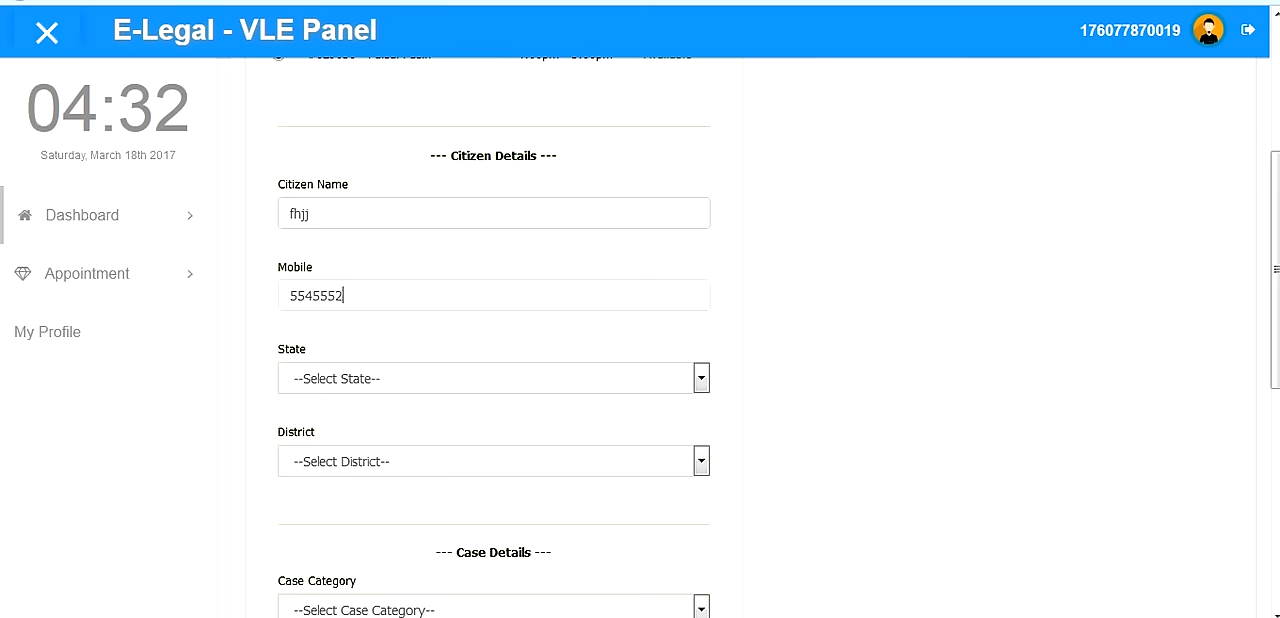 E-Legal - VLE Panel
176077870019
04:32
Saturday, March 18th 2017
Dashboard
Appointment
My Profile
--- Citizen Details ---
Citizen Name
fhjj
Mobile
5545552
State
--Select State--
District
--Select District--
--- Case Details ---
Case Category
--Select Case Category--